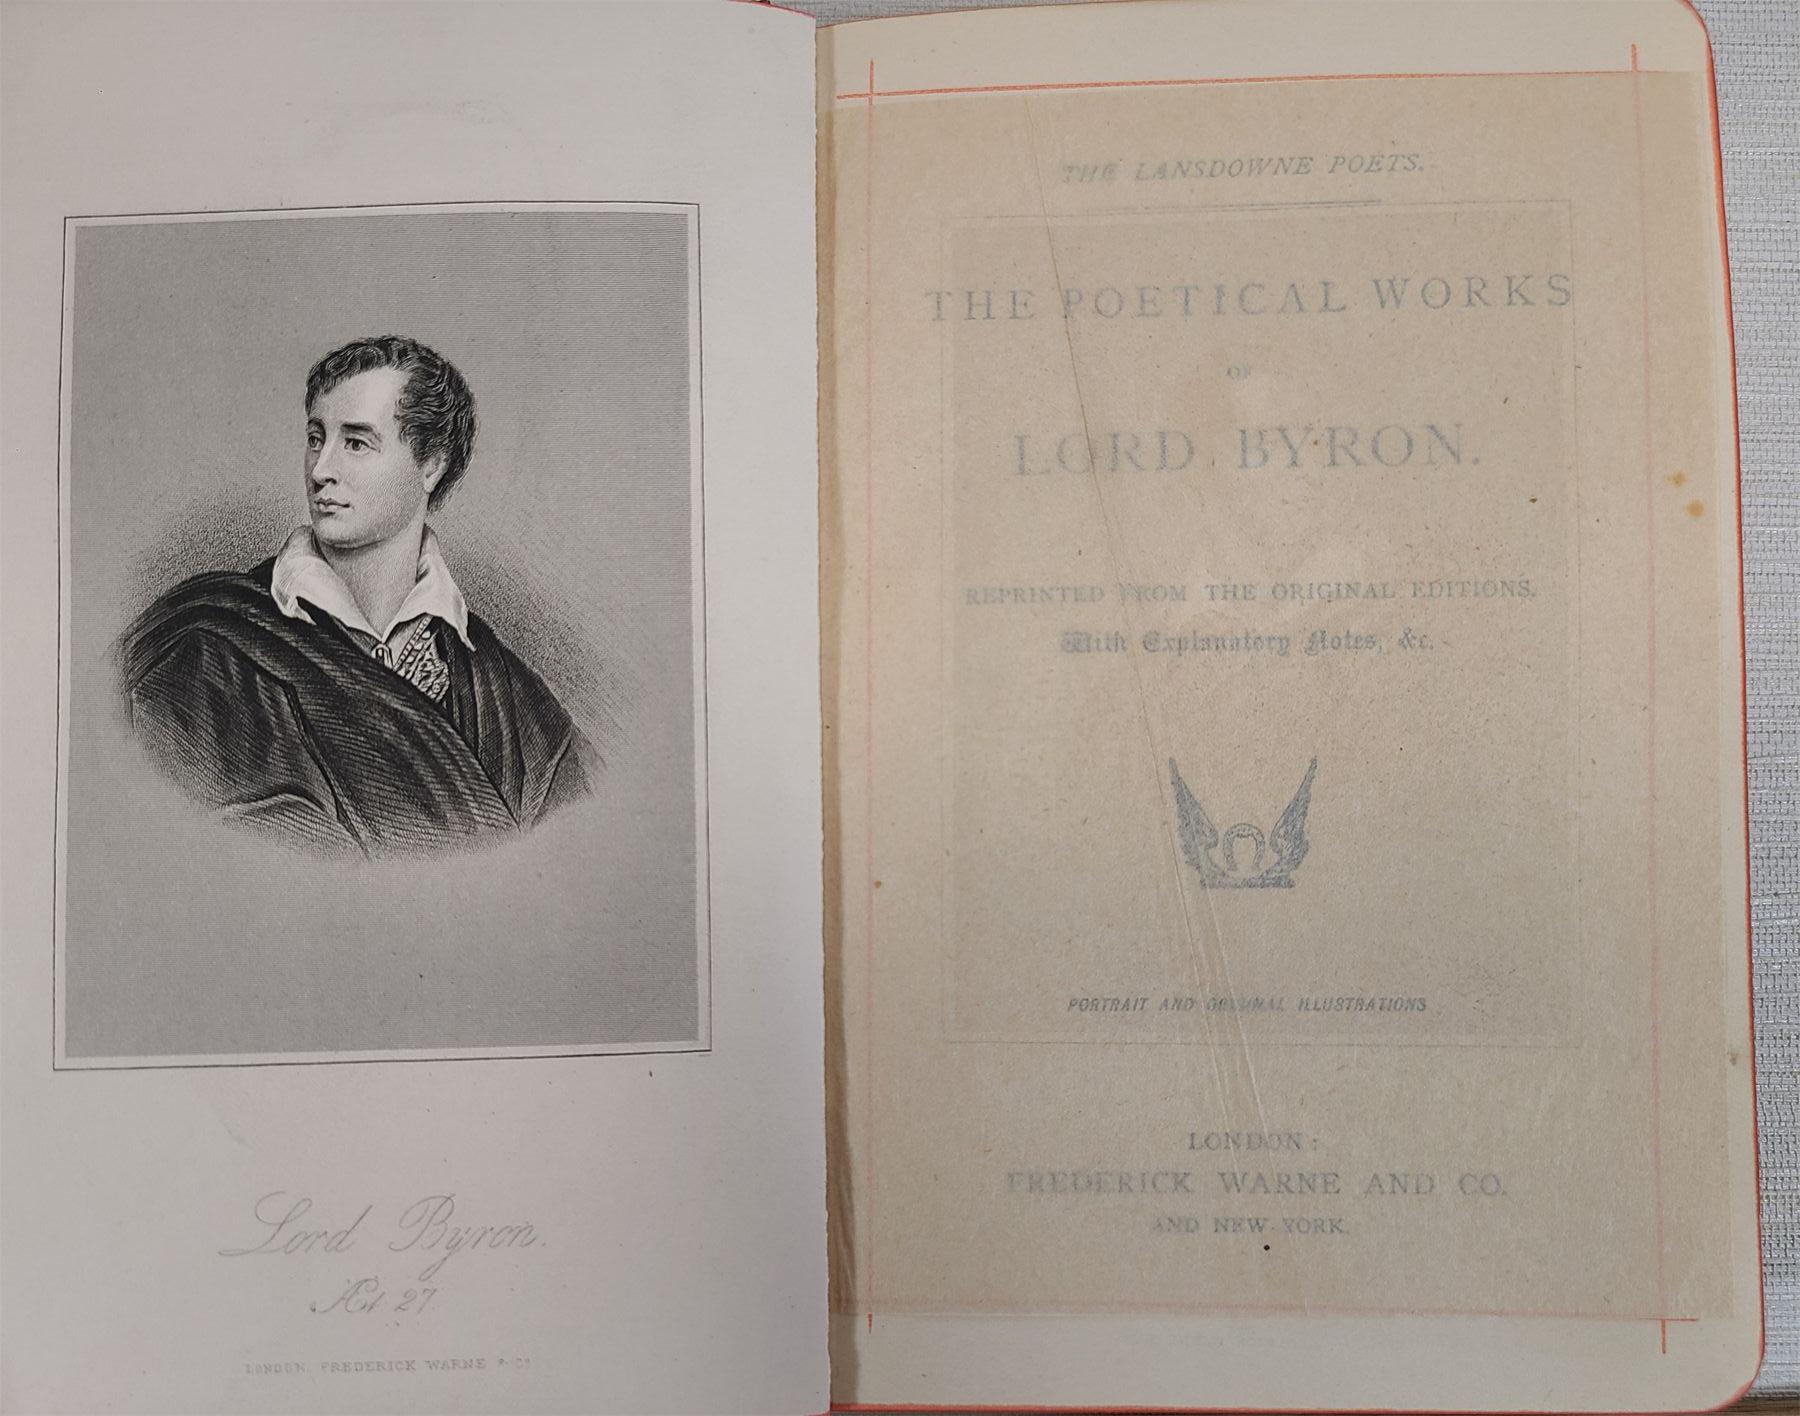 Lord Byron.
Æt 27.
LONDON, FREDERICK WARNE & Co
THE LANSDOWNE POETS.
THE POETICAL WORKS
OF
LORD BYRON.
REPRINTED FROM THE ORIGINAL EDITIONS.
With Explanatory Notes, &c.
PORTRAIT AND ORIGINAL ILLUSTRATIONS
LONDON:
FREDERICK WARNE AND CO.
AND NEW YORK.